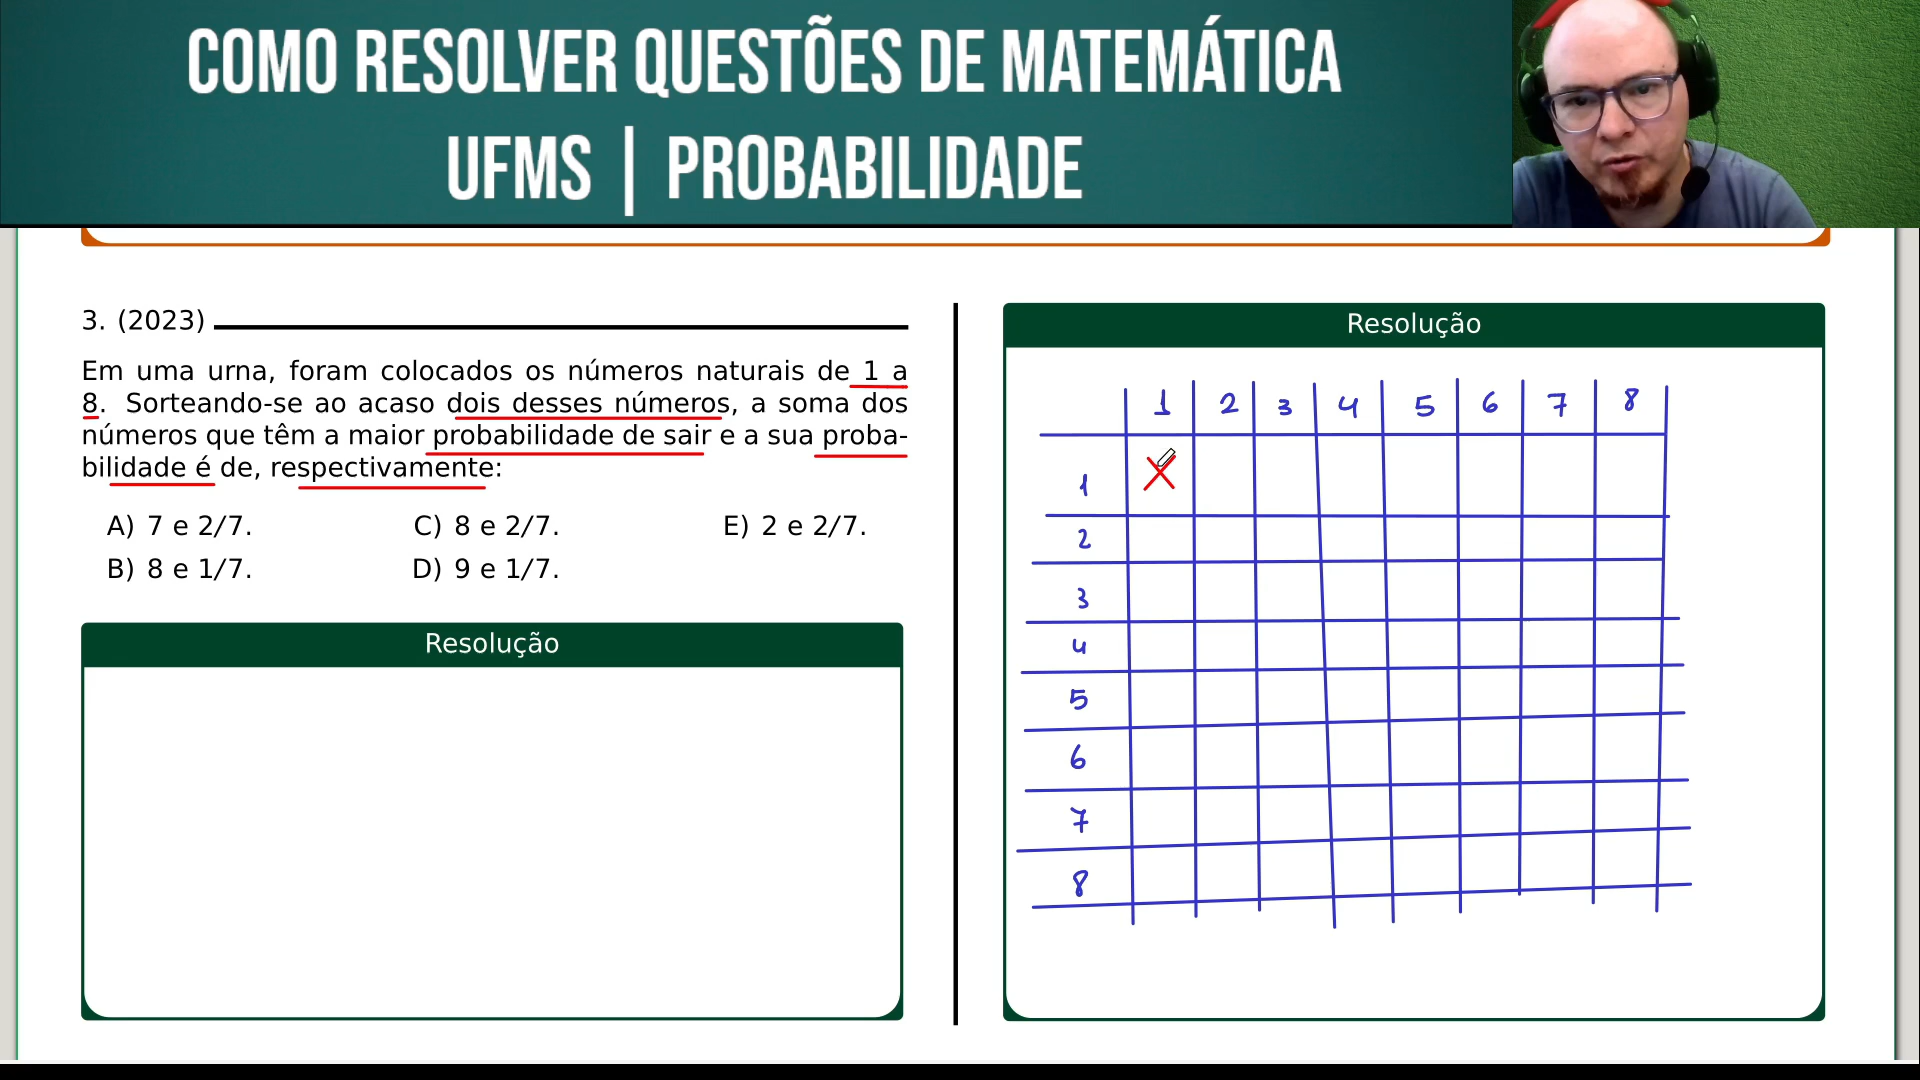 COMO RESOLVER QUESTÕES DE MATEMÁTICA
UFMS | PROBABILIDADE
3. (2023)
Em uma urna, foram colocados os números naturais de 1 a
8. Sorteando-se ao acaso dois desses números, a soma dos
números que têm a maior probabilidade de sair e a sua proba-
bilidade é de, respectivamente:
A) 7 e 2/7. C) 8 e 2/7. E) 2 e 2/7.
B) 8 e 1/7. D) 9 e 1/7.
Resolução
Resolução
1 2 3 4 5 6 7 8
1
2
3
4
5
6
7
8